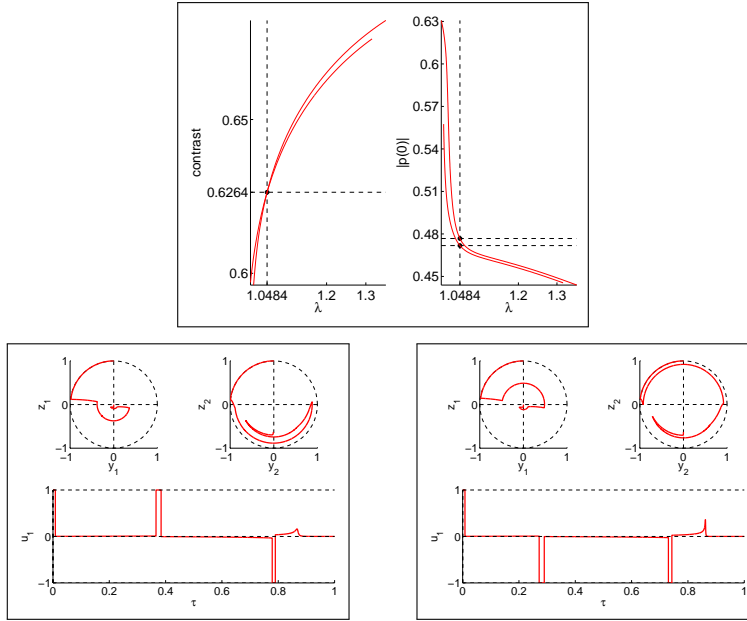 contrast
0.65
0.6264
0.6
1.0484 1.2 1.3
λ
|p(0)|
0.63
0.6
0.57
0.54
0.51
0.48
0.45
1.0484 1.2 1.3
λ
z1
1
0
−1
−1 0 1
y1
z2
1
0
−1
−1 0 1
y2
u1
1
0
−1
0 0.2 0.4 0.6 0.8 1
τ
z1
1
0
−1
−1 0 1
y1
z2
1
0
−1
−1 0 1
y2
u1
1
0
−1
0 0.2 0.4 0.6 0.8 1
τ